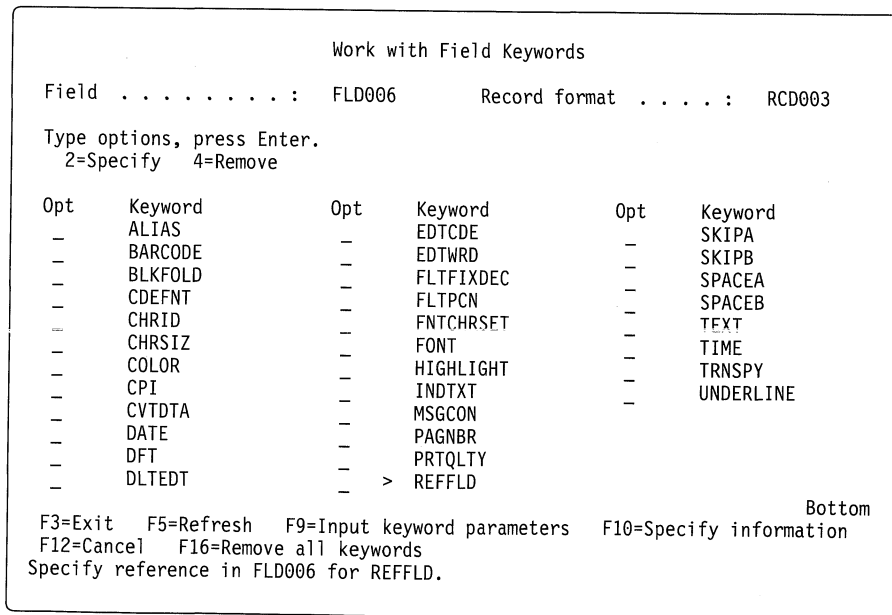 Work with Field Keywords
Field . . . . . . . . : FLD006 Record format . . . . : RCD003
Type options, press Enter.
2=Specify 4=Remove
Opt Keyword Opt Keyword Opt Keyword
_ ALIAS _ EDTCDE _ SKIPA
_ BARCODE _ EDTWRD _ SKIPB
_ BLKFOLD _ FLTFIXDEC _ SPACEA
_ CDEFNT _ FLTPCN _ SPACEB
_ CHRID _ FNTCHRSET _ TEXT
_ CHRSIZ _ FONT _ TIME
_ COLOR _ HIGHLIGHT _ TRNSPY
_ CPI _ INDTXT _ UNDERLINE
_ CVTDTA _ MSGCON
_ DATE _ PAGNBR
_ DFT _ PRTQLTY
_ DLTEDT _ > REFFLD
Bottom
F3=Exit F5=Refresh F9=Input keyword parameters F10=Specify information
F12=Cancel F16=Remove all keywords
Specify reference in FLD006 for REFFLD.